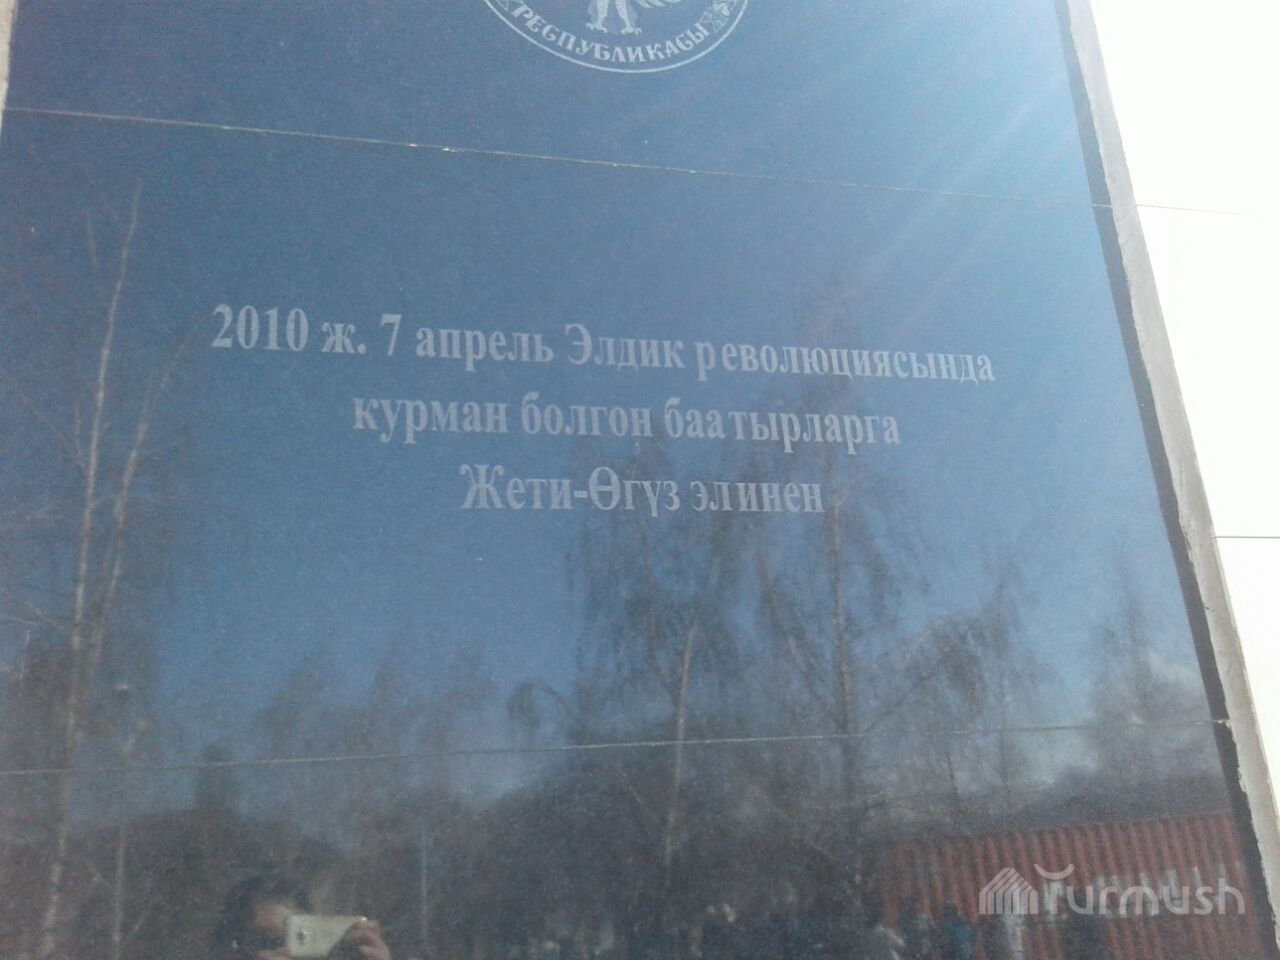 РЕСПУБЛИКАСЫ
2010 ж. 7 апрель Элдик революциясында
курман болгон баатырларга
Жети-Өгүз элинен
Turmush